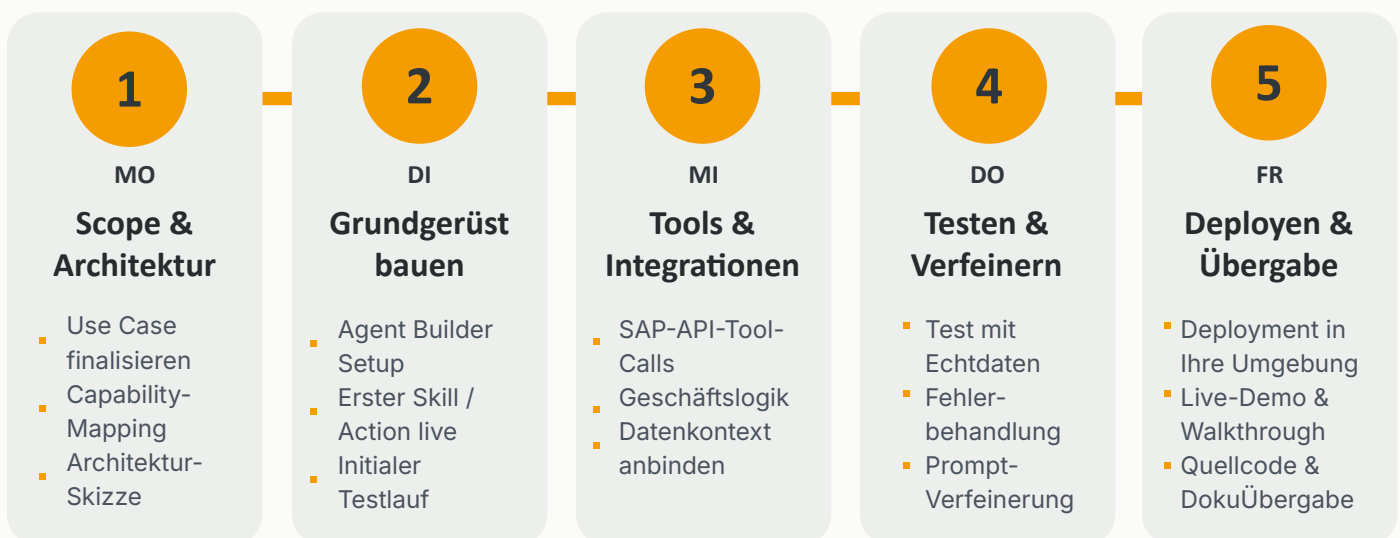 1
MO
Scope &
Architektur
Use Case
finalisieren
Capability-
Mapping
Architektur-
Skizze
2
DI
Grundgerüst
bauen
Agent Builder
Setup
Erster Skill /
Action live
Initialer
Testlauf
3
MI
Tools &
Integrationen
SAP-API-Tool-
Calls
Geschäftslogik
Datenkontext
anbinden
4
DO
Testen &
Verfeinern
Test mit
Echtdaten
Fehler-
behandlung
Prompt-
Verfeinerung
5
FR
Deployen &
Übergabe
Deployment in
Ihre Umgebung
Live-Demo &
Walkthrough
Quellcode &
DokuÜbergabe